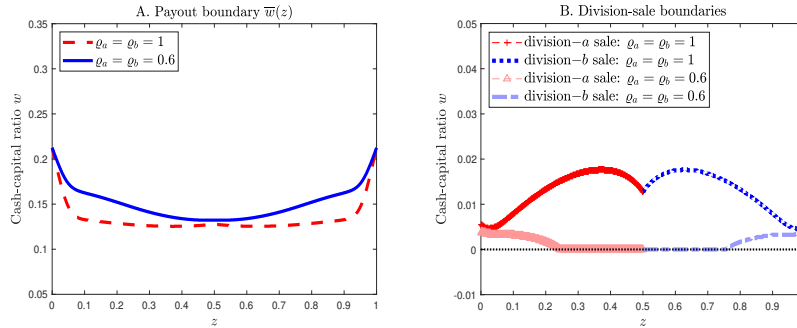 A. Payout boundary w̅(z)
0.35
0.3
0.25
0.2
0.15
0.1
0.05
Cash-capital ratio w
ϱa = ϱb = 1
ϱa = ϱb = 0.6
0 0.1 0.2 0.3 0.4 0.5 0.6 0.7 0.8 0.9 1
z
B. Division-sale boundaries
0.05
0.04
0.03
0.02
0.01
0
-0.01
Cash-capital ratio w
division−a sale: ϱa = ϱb = 1
division−b sale: ϱa = ϱb = 1
division−a sale: ϱa = ϱb = 0.6
division−b sale: ϱa = ϱb = 0.6
0 0.1 0.2 0.3 0.4 0.5 0.6 0.7 0.8 0.9
z